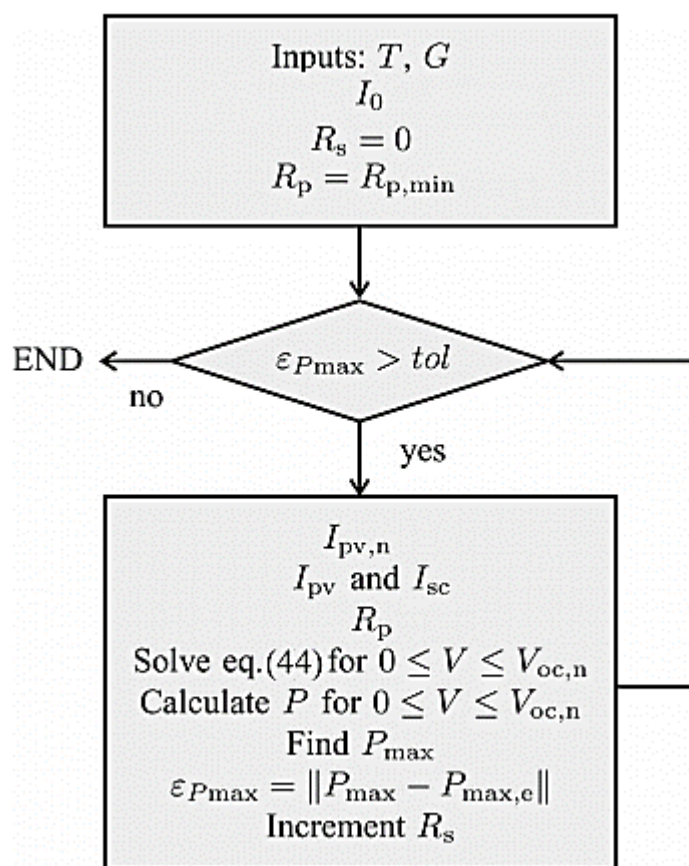 Inputs: T, G
I₀
Rₛ = 0
Rₚ = Rₚ,min
εPmax > tol
END
no
yes
Ipv,n
Ipv and Isc
Rₚ
Solve eq.(44) for 0 ≤ V ≤ Voc,n
Calculate P for 0 ≤ V ≤ Voc,n
Find Pmax
εPmax = ‖Pmax − Pmax,e‖
Increment Rₛ